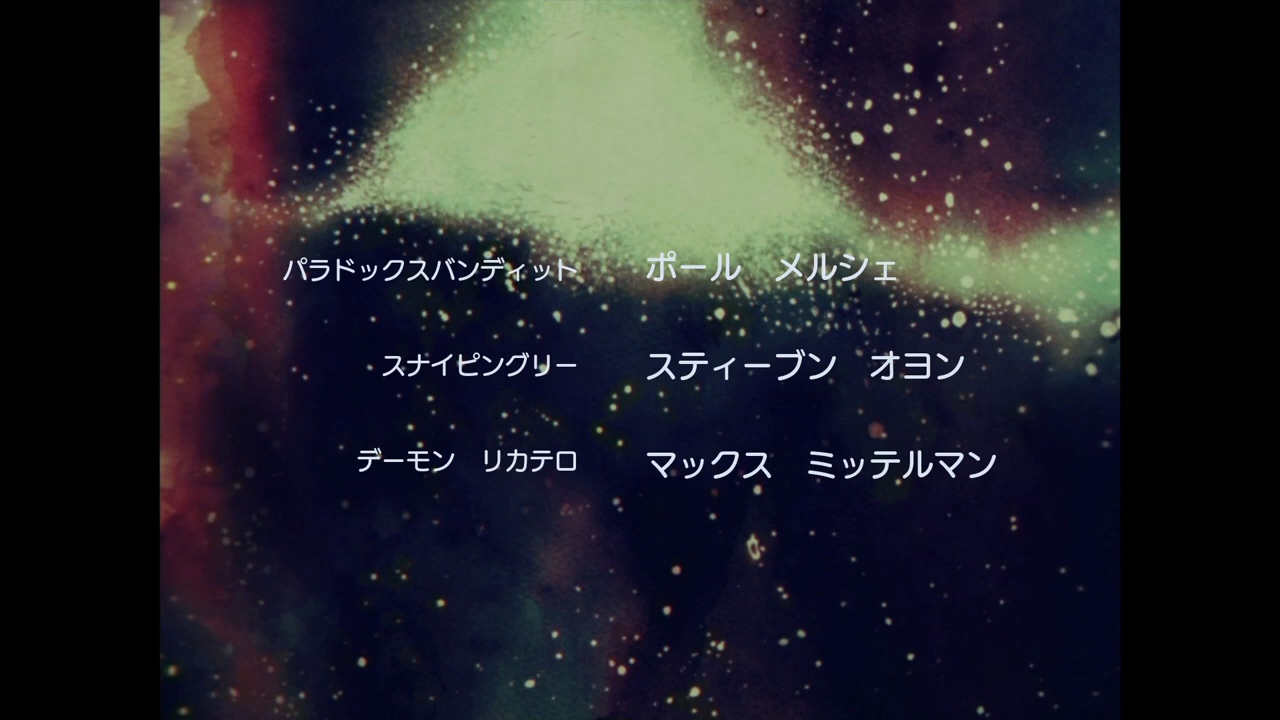 パラドックスバンディット　ポール　メルシェ
スナイピングリー　スティーブン　オヨン
デーモン　リカテロ　マックス　ミッテルマン